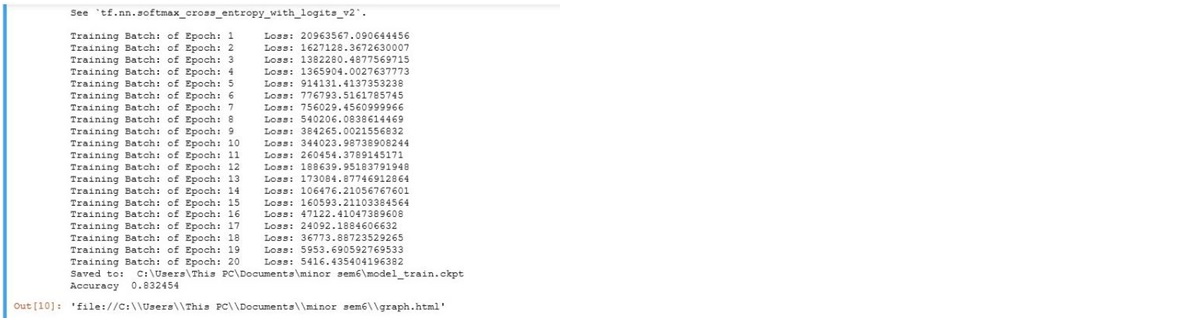 See `tf.nn.softmax_cross_entropy_with_logits_v2`.
Training Batch: of Epoch: 1 Loss: 20963567.090644456
Training Batch: of Epoch: 2 Loss: 1627128.3672630007
Training Batch: of Epoch: 3 Loss: 1382280.4877569715
Training Batch: of Epoch: 4 Loss: 1365904.0027637773
Training Batch: of Epoch: 5 Loss: 914131.4137353238
Training Batch: of Epoch: 6 Loss: 776793.5161785745
Training Batch: of Epoch: 7 Loss: 756029.4560999966
Training Batch: of Epoch: 8 Loss: 540206.0838614469
Training Batch: of Epoch: 9 Loss: 384265.0021556832
Training Batch: of Epoch: 10 Loss: 344023.98738908244
Training Batch: of Epoch: 11 Loss: 260454.3789145171
Training Batch: of Epoch: 12 Loss: 188639.95183791948
Training Batch: of Epoch: 13 Loss: 173084.87746912864
Training Batch: of Epoch: 14 Loss: 106476.21056767601
Training Batch: of Epoch: 15 Loss: 160593.21103384564
Training Batch: of Epoch: 16 Loss: 47122.41047389608
Training Batch: of Epoch: 17 Loss: 24092.1884606632
Training Batch: of Epoch: 18 Loss: 36773.88723529265
Training Batch: of Epoch: 19 Loss: 5953.690592769533
Training Batch: of Epoch: 20 Loss: 5416.435404196382
Saved to: C:\Users\This PC\Documents\minor sem6\model_train.ckpt
Accuracy 0.832454
Out[10]: 'file://C:\\Users\\This PC\\Documents\\minor sem6\\graph.html'